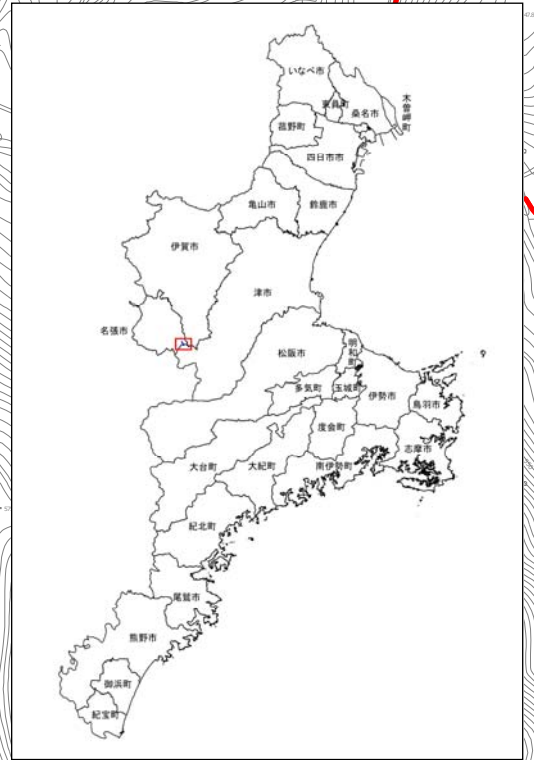 いなべ市
東員町
桑名市
木曽岬町
菰野町
四日市市
亀山市
鈴鹿市
伊賀市
津市
名張市
松阪市
明和町
多気町
玉城町
伊勢市
鳥羽市
度会町
志摩市
大台町
大紀町
南伊勢町
紀北町
尾鷲市
熊野市
御浜町
紀宝町